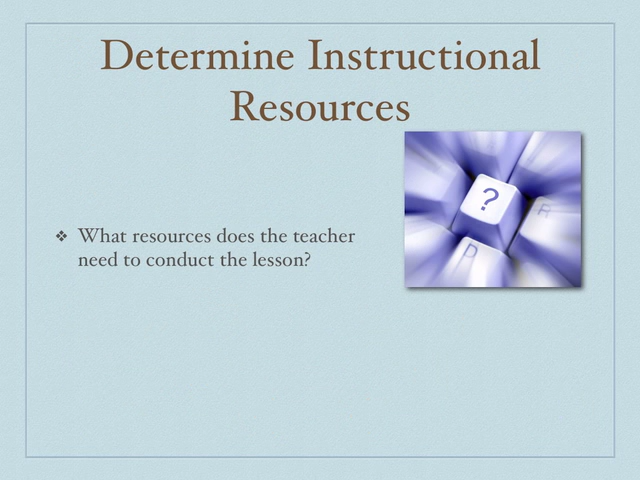 Determine Instructional
Resources
❖ What resources does the teacher
need to conduct the lesson?
?
R
D